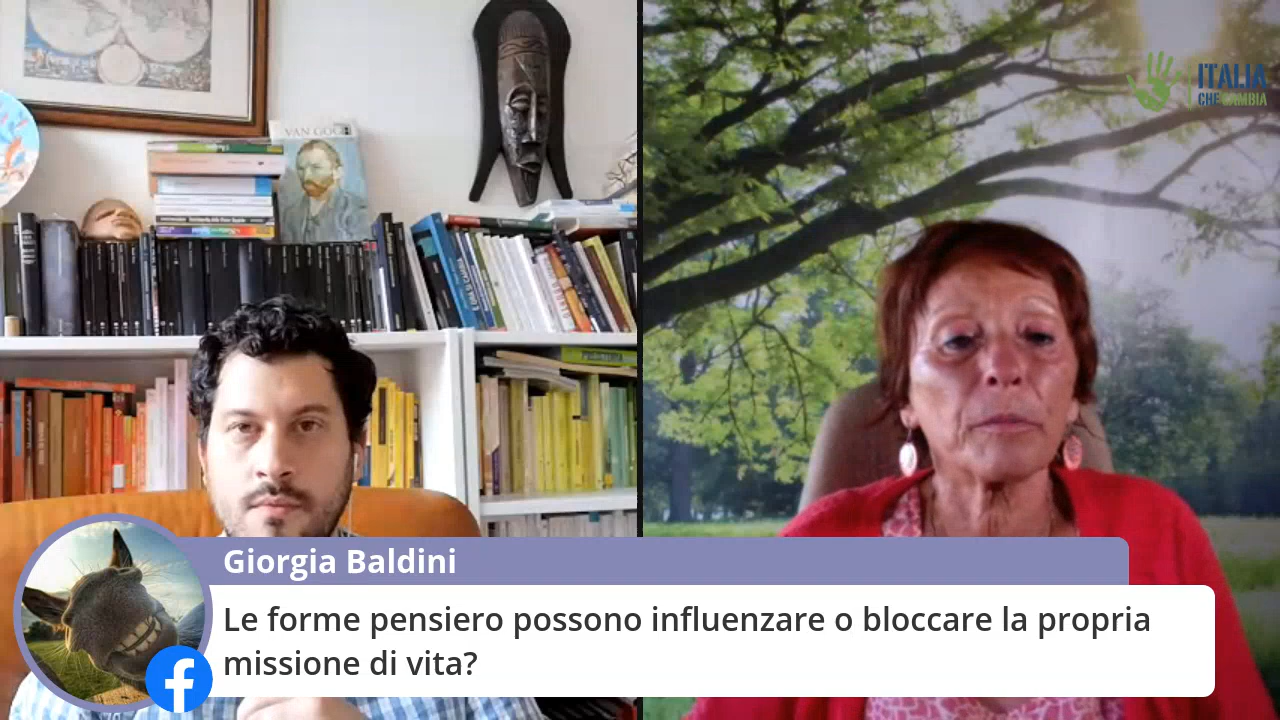 VAN GOGH
ITALIA
CHE CAMBIA
Giorgia Baldini
Le forme pensiero possono influenzare o bloccare la propria
missione di vita?